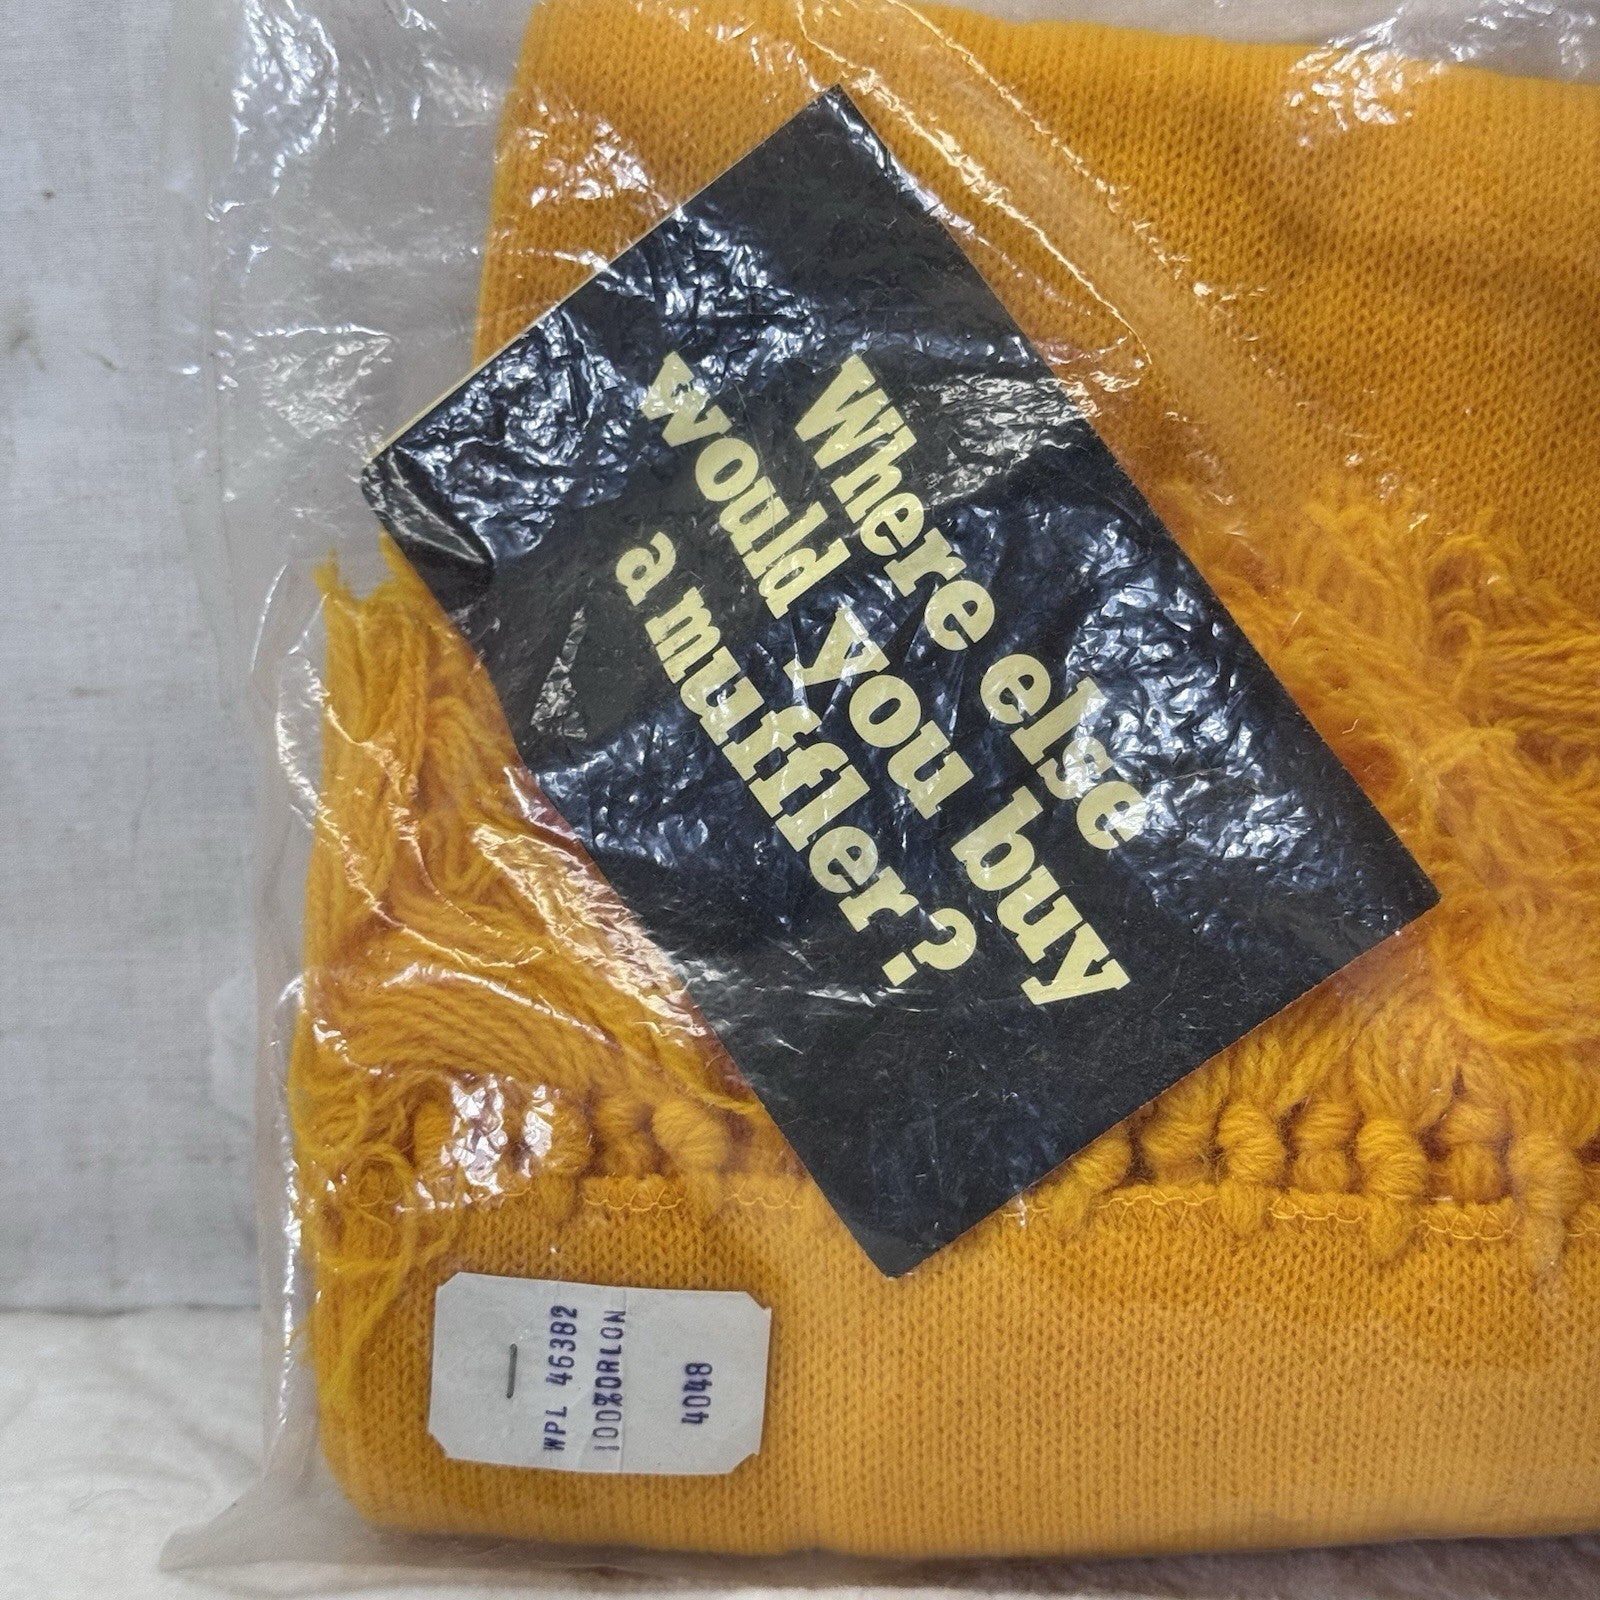 Where else
would you buy
a muffler?
WPL 46382
100%ORLON
4048